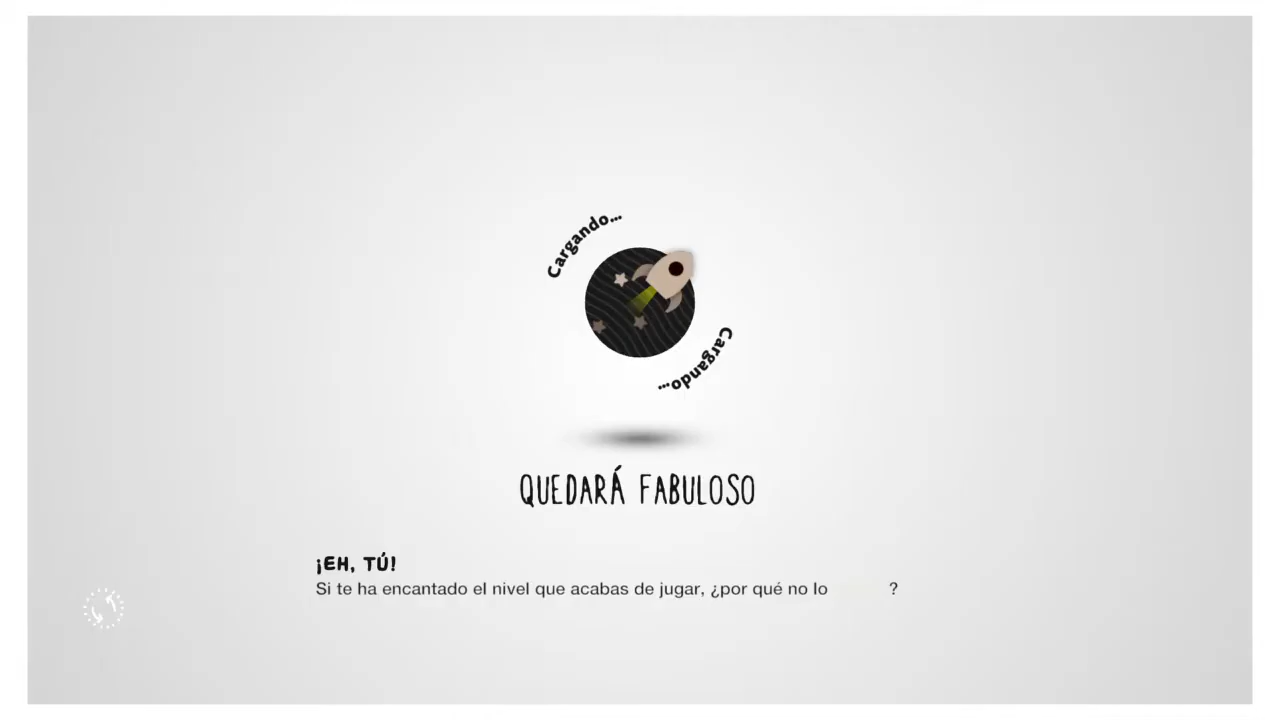 Cargando...
Cargando...
QUEDARÁ FABULOSO
¡EH, TÚ!
Si te ha encantado el nivel que acabas de jugar, ¿por qué no lo ?